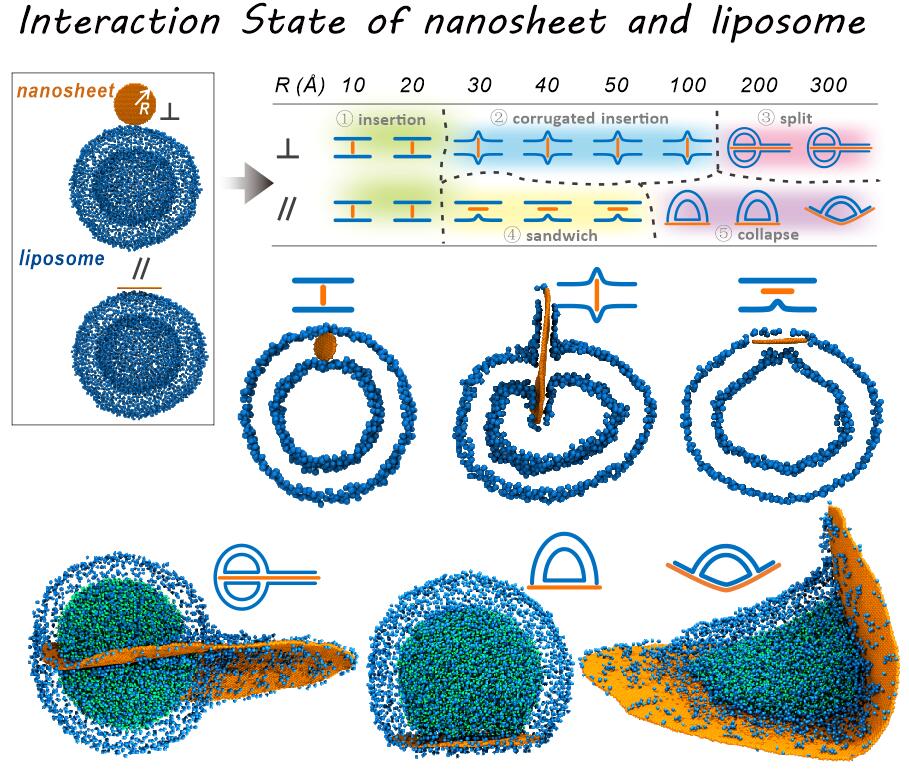 Interaction State of nanosheet and liposome
nanosheet
R
⊥
liposome
//
R (Å) 10 20 30 40 50 100 200 300
① insertion ② corrugated insertion ③ split
⊥
//
④ sandwich ⑤ collapse